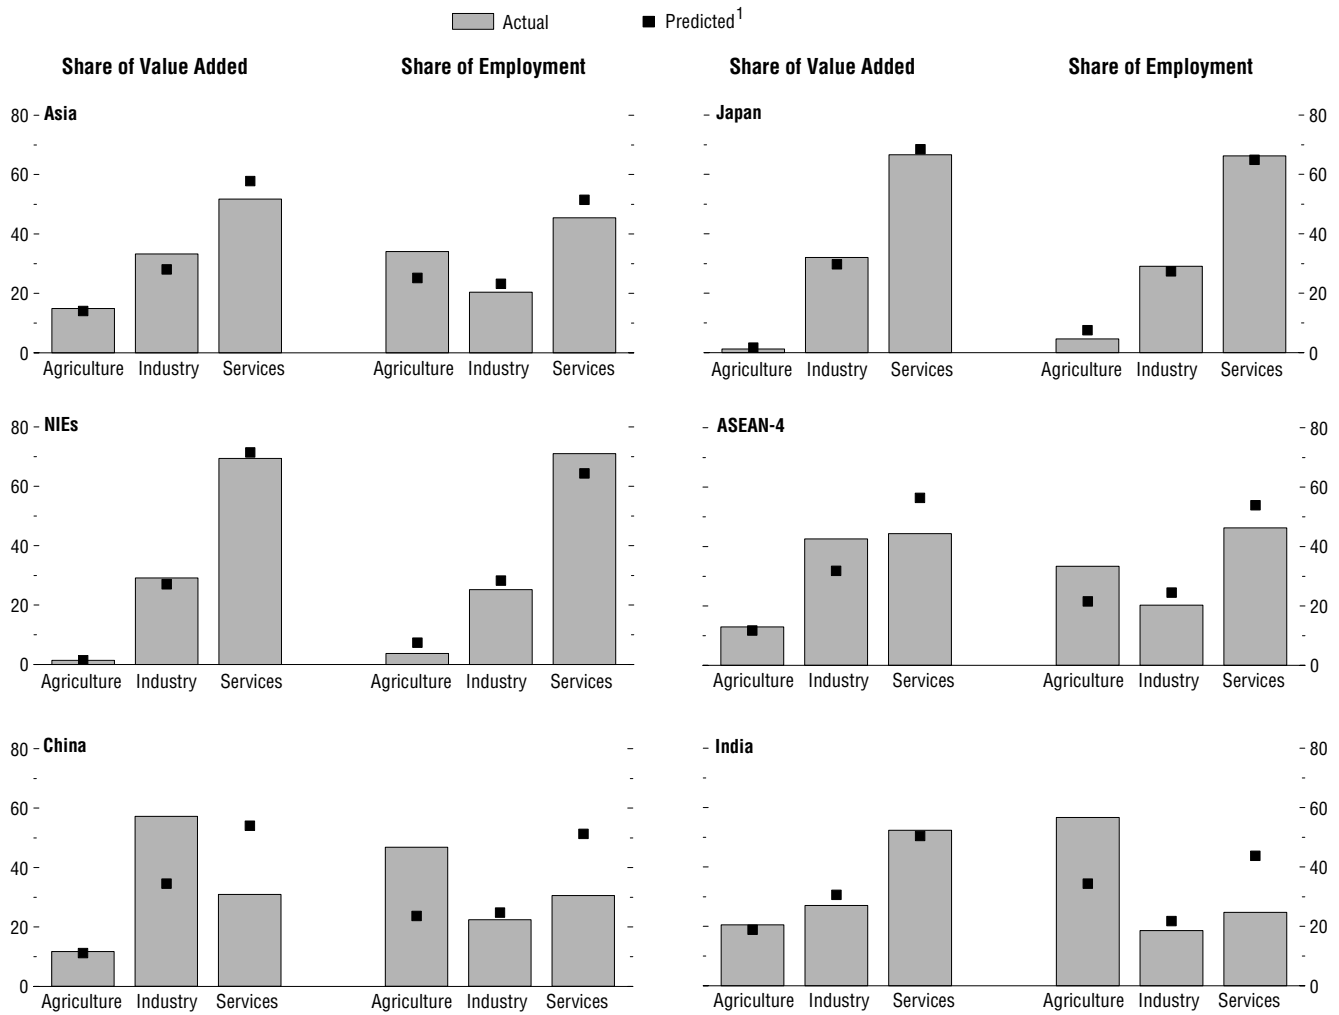 Actual Predicted1
Share of Value Added Share of Employment Share of Value Added Share of Employment
80 Asia Japan 80
60 60
40 40
20 20
0 0
Agriculture Industry Services Agriculture Industry Services Agriculture Industry Services Agriculture Industry Services
80 NIEs ASEAN-4 80
60 60
40 40
20 20
0 0
Agriculture Industry Services Agriculture Industry Services Agriculture Industry Services Agriculture Industry Services
80 China India 80
60 60
40 40
20 20
0 0
Agriculture Industry Services Agriculture Industry Services Agriculture Industry Services Agriculture Industry Services